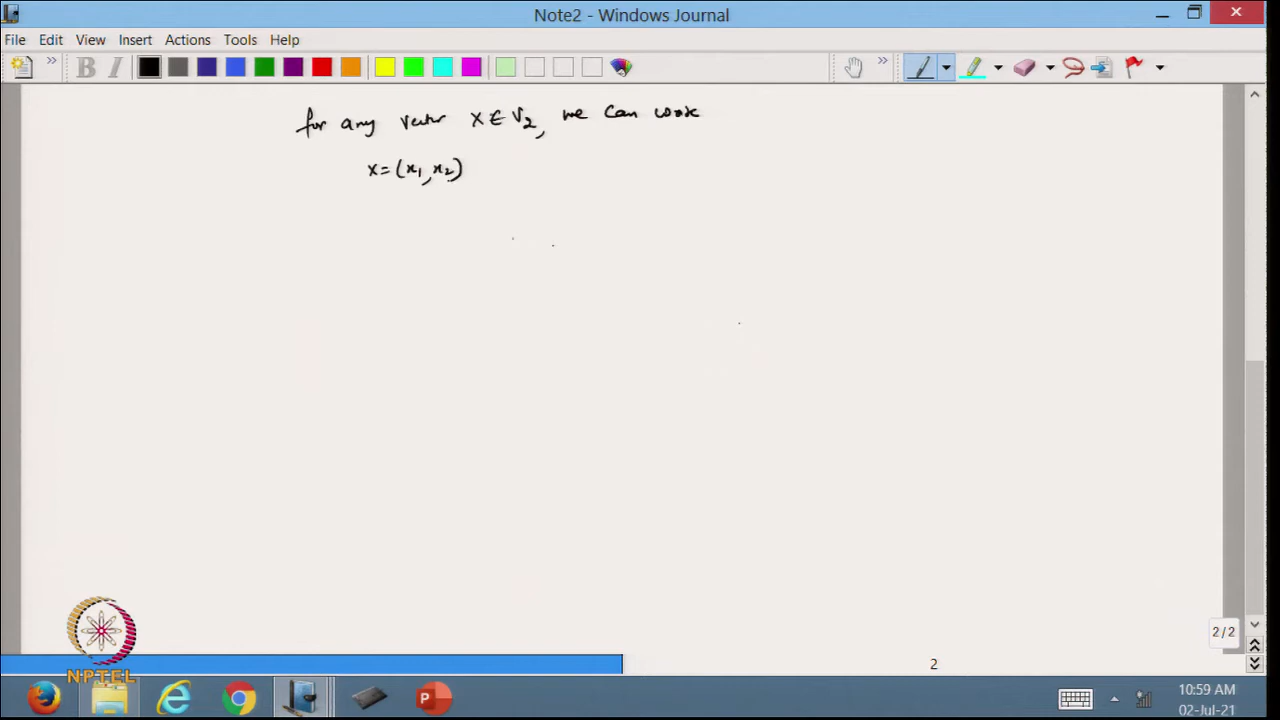 Note2 - Windows Journal
File Edit View Insert Actions Tools Help
B I
for any vector x ∈ V₂, we can write
x = (x₁, x₂)
2 / 2
2
NPTEL
10:59 AM
02-Jul-21